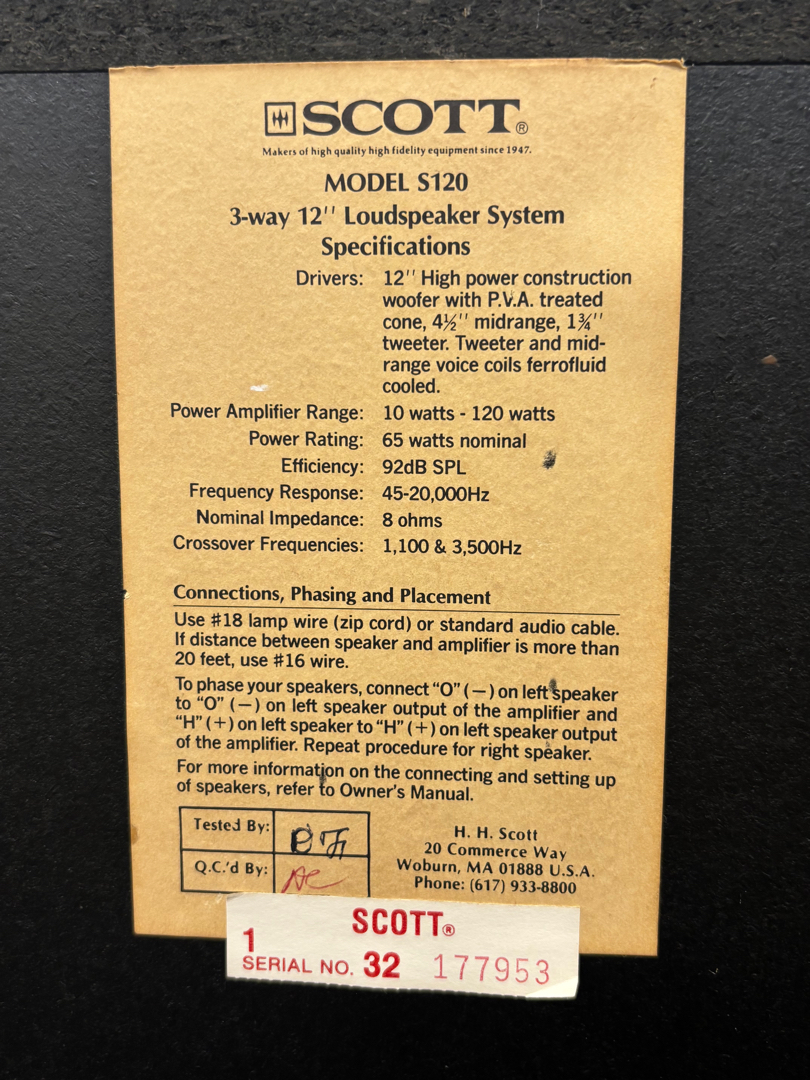 SCOTT®
Makers of high quality high fidelity equipment since 1947.
MODEL S120
3-way 12'' Loudspeaker System
Specifications
Drivers: 12'' High power construction
woofer with P.V.A. treated
cone, 4½'' midrange, 1¾''
tweeter. Tweeter and mid-
range voice coils ferrofluid
cooled.
Power Amplifier Range: 10 watts - 120 watts
Power Rating: 65 watts nominal
Efficiency: 92dB SPL
Frequency Response: 45-20,000Hz
Nominal Impedance: 8 ohms
Crossover Frequencies: 1,100 & 3,500Hz
Connections, Phasing and Placement
Use #18 lamp wire (zip cord) or standard audio cable.
If distance between speaker and amplifier is more than
20 feet, use #16 wire.
To phase your speakers, connect "O" (—) on left speaker
to "O" (—) on left speaker output of the amplifier and
"H" (+) on left speaker to "H" (+) on left speaker output
of the amplifier. Repeat procedure for right speaker.
For more information on the connecting and setting up
of speakers, refer to Owner's Manual.
Tested By:
Q.C.'d By:
H. H. Scott
20 Commerce Way
Woburn, MA 01888 U.S.A.
Phone: (617) 933-8800
SCOTT®
1
SERIAL NO. 32 177953